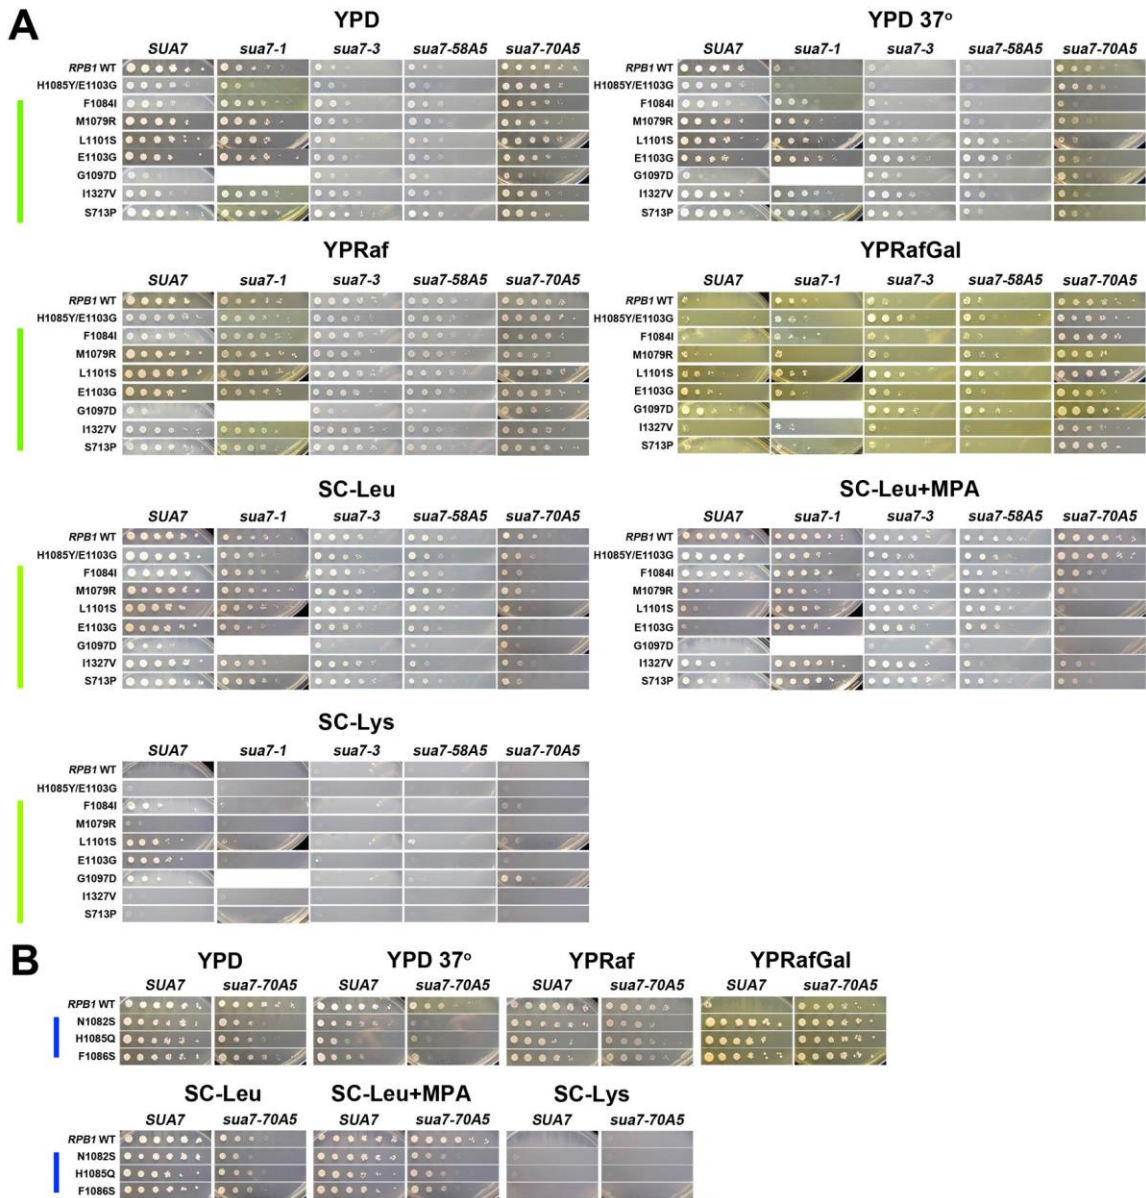 A
YPD
YPD 37°
SUA7 sua7-1 sua7-3 sua7-58A5 sua7-70A5
SUA7 sua7-1 sua7-3 sua7-58A5 sua7-70A5
RPB1 WT
H1085Y/E1103G
F1084I
M1079R
L1101S
E1103G
G1097D
I1327V
S713P
RPB1 WT
H1085Y/E1103G
F1084I
M1079R
L1101S
E1103G
G1097D
I1327V
S713P
YPRaf
YPRafGal
SUA7 sua7-1 sua7-3 sua7-58A5 sua7-70A5
SUA7 sua7-1 sua7-3 sua7-58A5 sua7-70A5
RPB1 WT
H1085Y/E1103G
F1084I
M1079R
L1101S
E1103G
G1097D
I1327V
S713P
RPB1 WT
H1085Y/E1103G
F1084I
M1079R
L1101S
E1103G
G1097D
I1327V
S713P
SC-Leu
SC-Leu+MPA
SUA7 sua7-1 sua7-3 sua7-58A5 sua7-70A5
SUA7 sua7-1 sua7-3 sua7-58A5 sua7-70A5
RPB1 WT
H1085Y/E1103G
F1084I
M1079R
L1101S
E1103G
G1097D
I1327V
S713P
RPB1 WT
H1085Y/E1103G
F1084I
M1079R
L1101S
E1103G
G1097D
I1327V
S713P
SC-Lys
SUA7 sua7-1 sua7-3 sua7-58A5 sua7-70A5
RPB1 WT
H1085Y/E1103G
F1084I
M1079R
L1101S
E1103G
G1097D
I1327V
S713P
B
YPD YPD 37° YPRaf YPRafGal
SUA7 sua7-70A5 SUA7 sua7-70A5 SUA7 sua7-70A5 SUA7 sua7-70A5
RPB1 WT
N1082S
H1085Q
F1086S
SC-Leu SC-Leu+MPA SC-Lys
SUA7 sua7-70A5 SUA7 sua7-70A5 SUA7 sua7-70A5
RPB1 WT
N1082S
H1085Q
F1086S